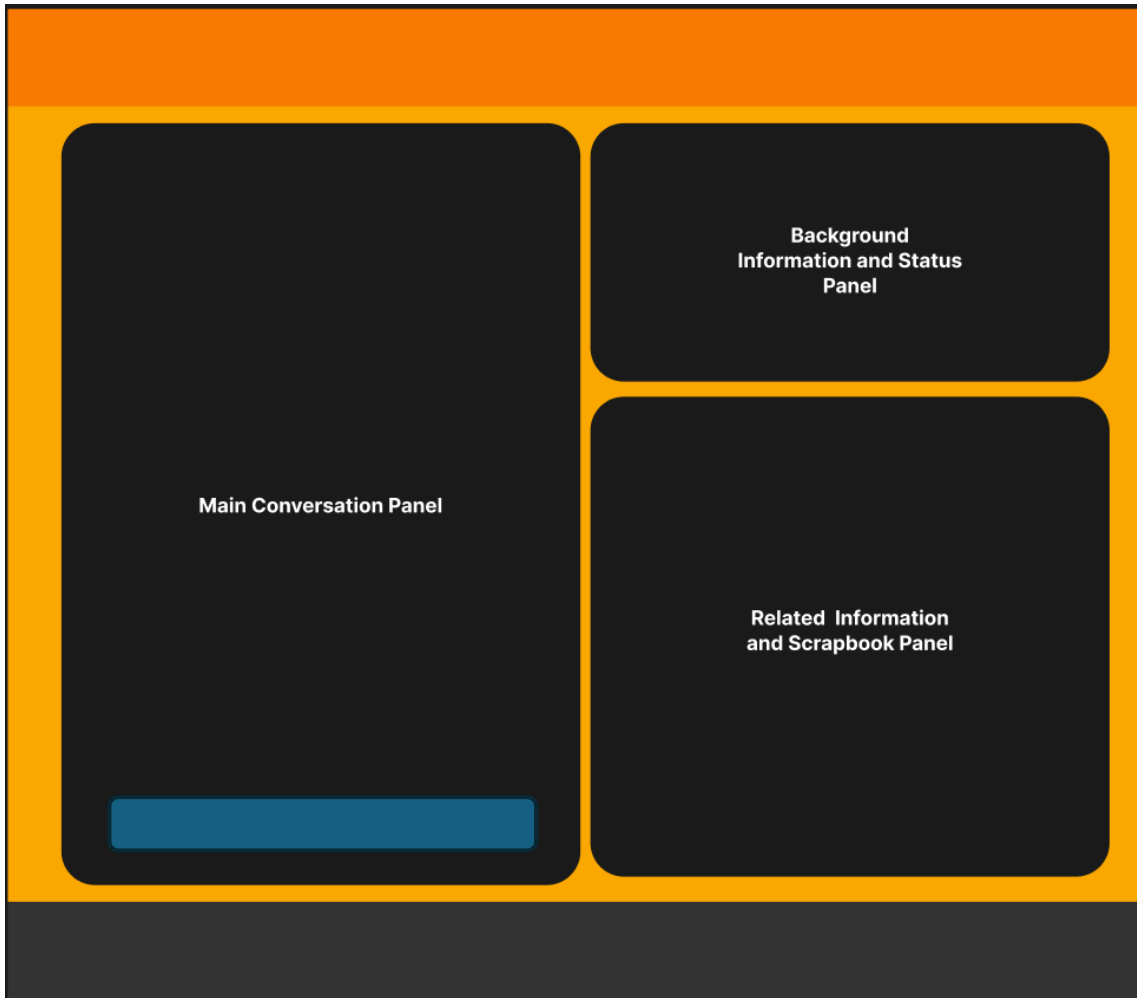 Main Conversation Panel
Background
Information and Status
Panel
Related  Information
and Scrapbook Panel